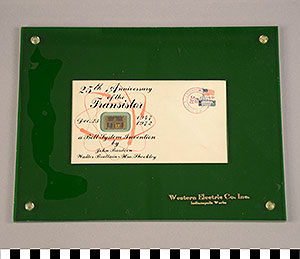 25th Anniversary
of the
Transistor
Dec. 23 1947
1972
a Bell System Invention
by
John Bardeen
Walter Brattain - Wm. Shockley
Western Electric Co. Inc.
Indianapolis Works